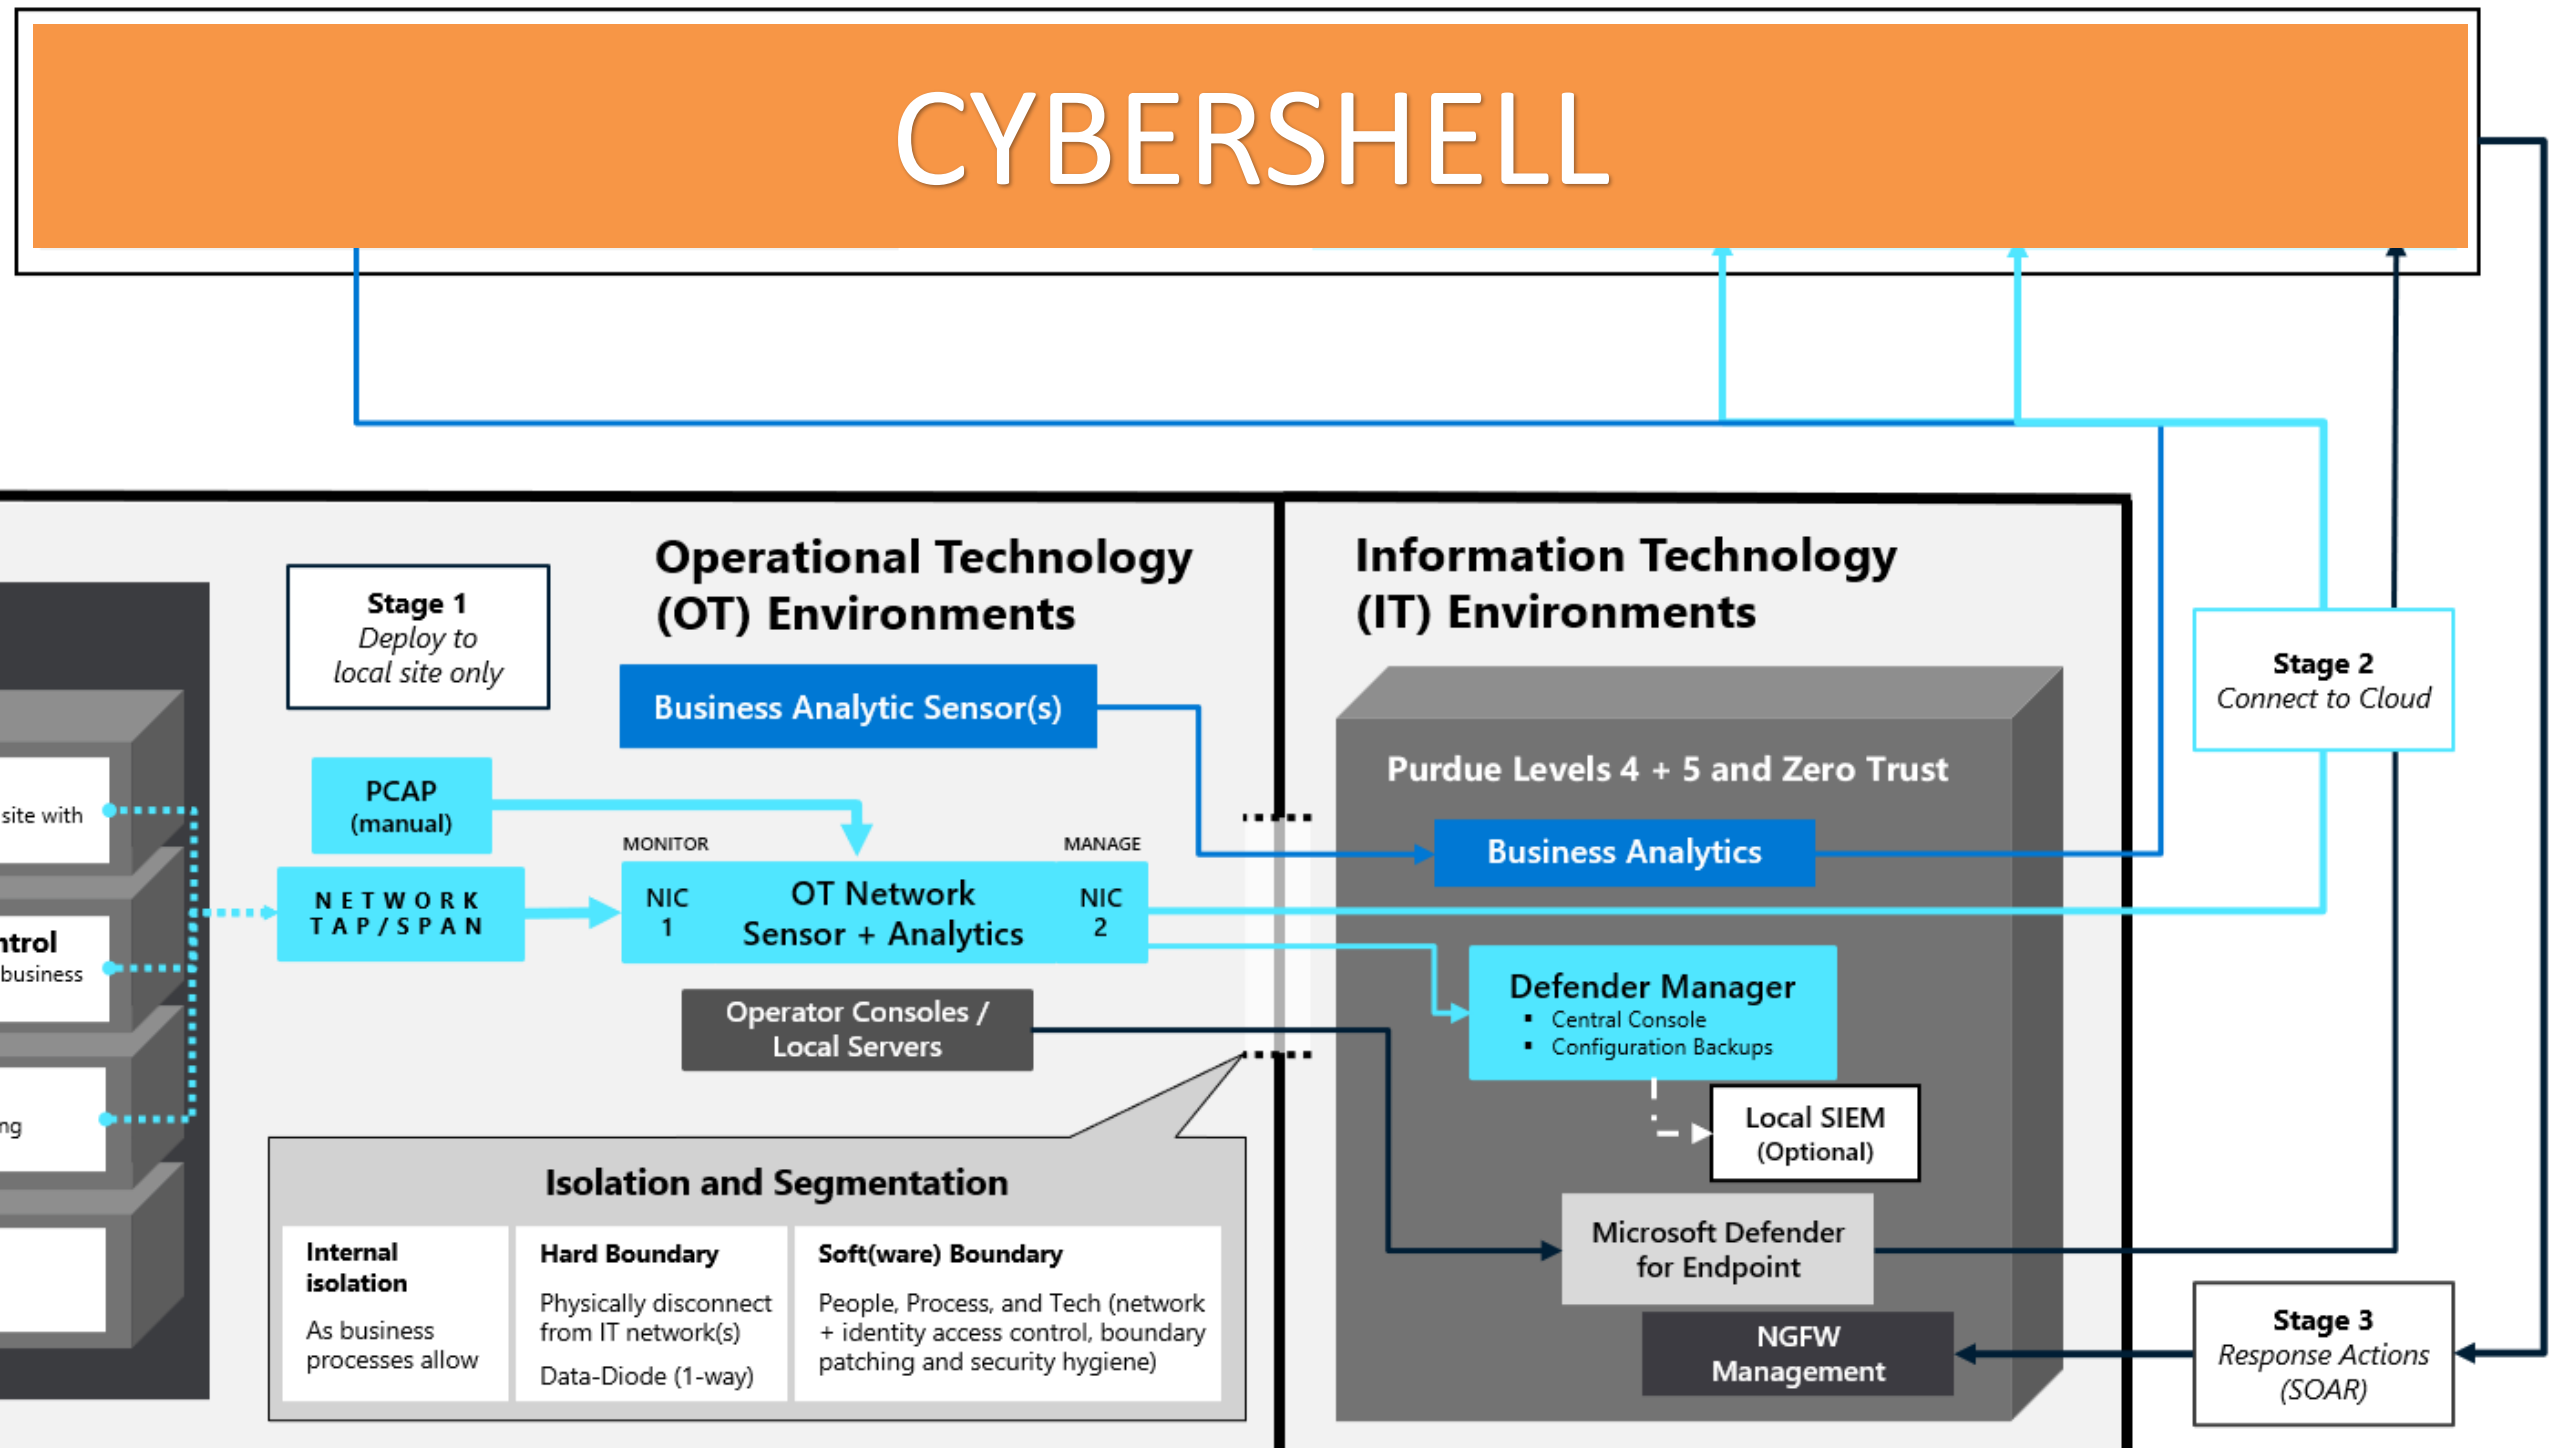 CYBERSHELL
Operational Technology
(OT) Environments
Information Technology
(IT) Environments
Stage 1
Deploy to
local site only
Stage 2
Connect to Cloud
Business Analytic Sensor(s)
Purdue Levels 4 + 5 and Zero Trust
PCAP
(manual)
site with
MONITOR
MANAGE
Business Analytics
NETWORK
TAP/SPAN
NIC
1
OT Network
Sensor + Analytics
NIC
2
ntrol
business
Defender Manager
▪ Central Console
▪ Configuration Backups
Operator Consoles /
Local Servers
ng
Local SIEM
(Optional)
Isolation and Segmentation
Internal
isolation
As business
processes allow
Hard Boundary
Physically disconnect
from IT network(s)
Data-Diode (1-way)
Soft(ware) Boundary
People, Process, and Tech (network
+ identity access control, boundary
patching and security hygiene)
Microsoft Defender
for Endpoint
NGFW
Management
Stage 3
Response Actions
(SOAR)